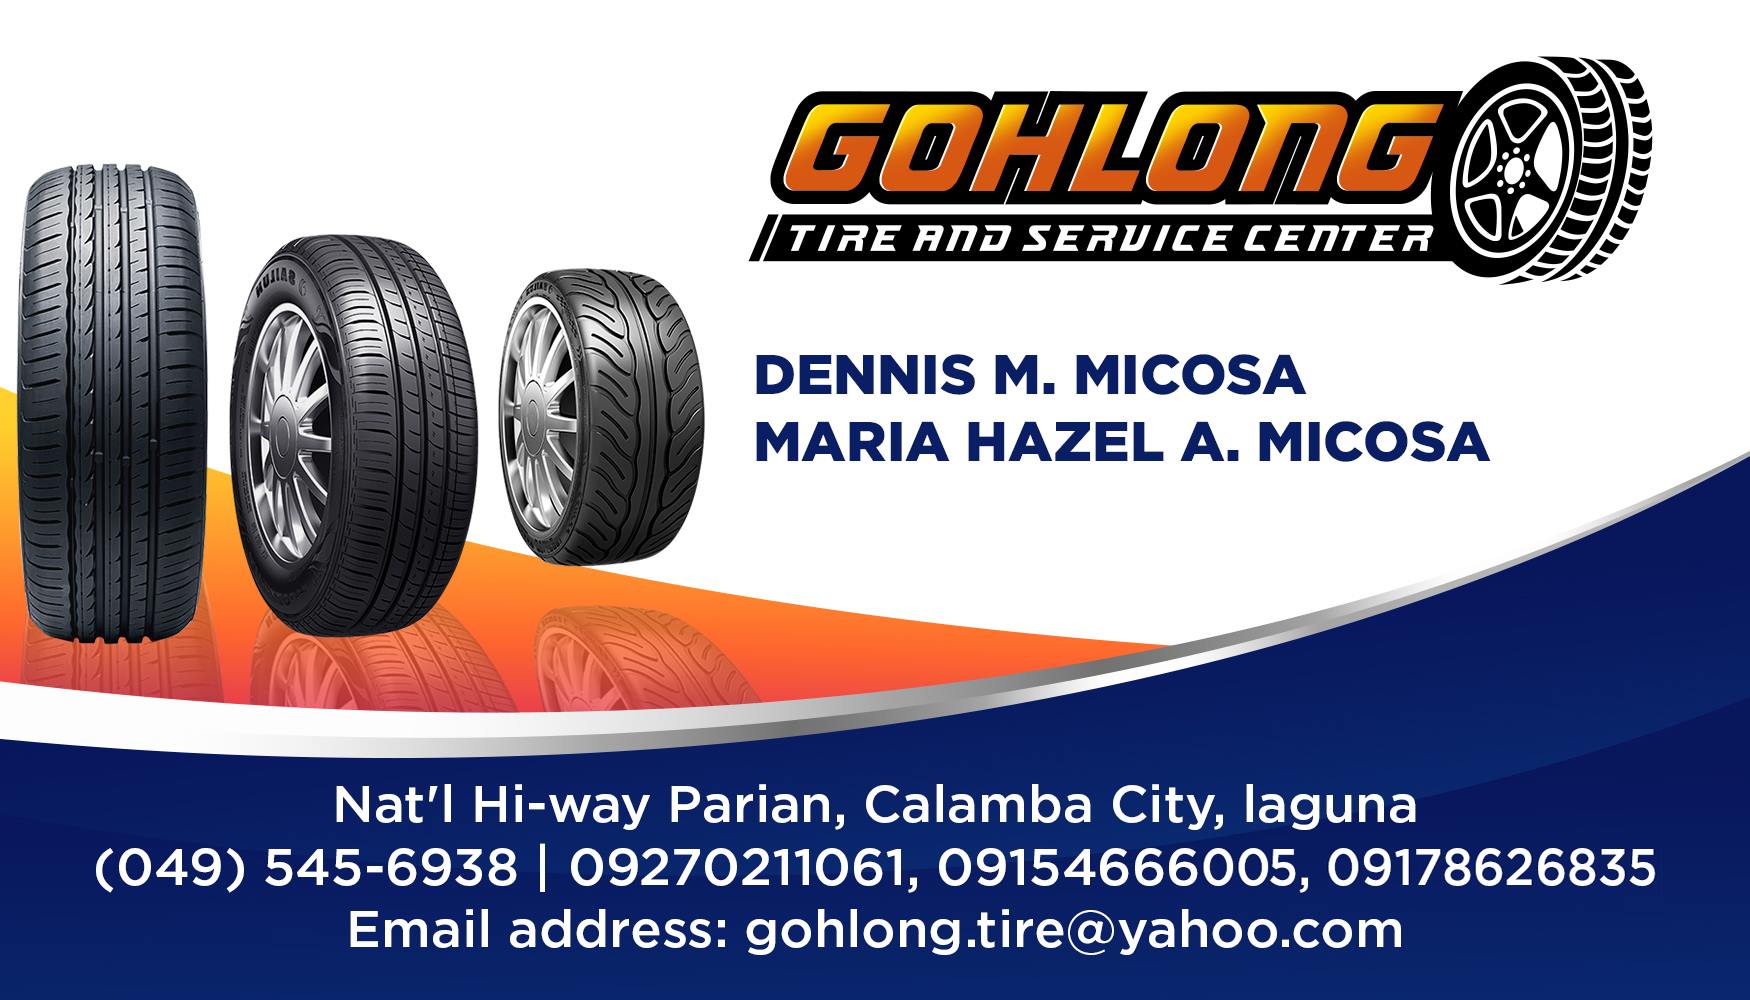 GOHLONG
TIRE AND SERVICE CENTER
DENNIS M. MICOSA
MARIA HAZEL A. MICOSA
SAILUN
Nat'l Hi-way Parian, Calamba City, laguna
(049) 545-6938 | 09270211061, 09154666005, 09178626835
Email address: gohlong.tire@yahoo.com